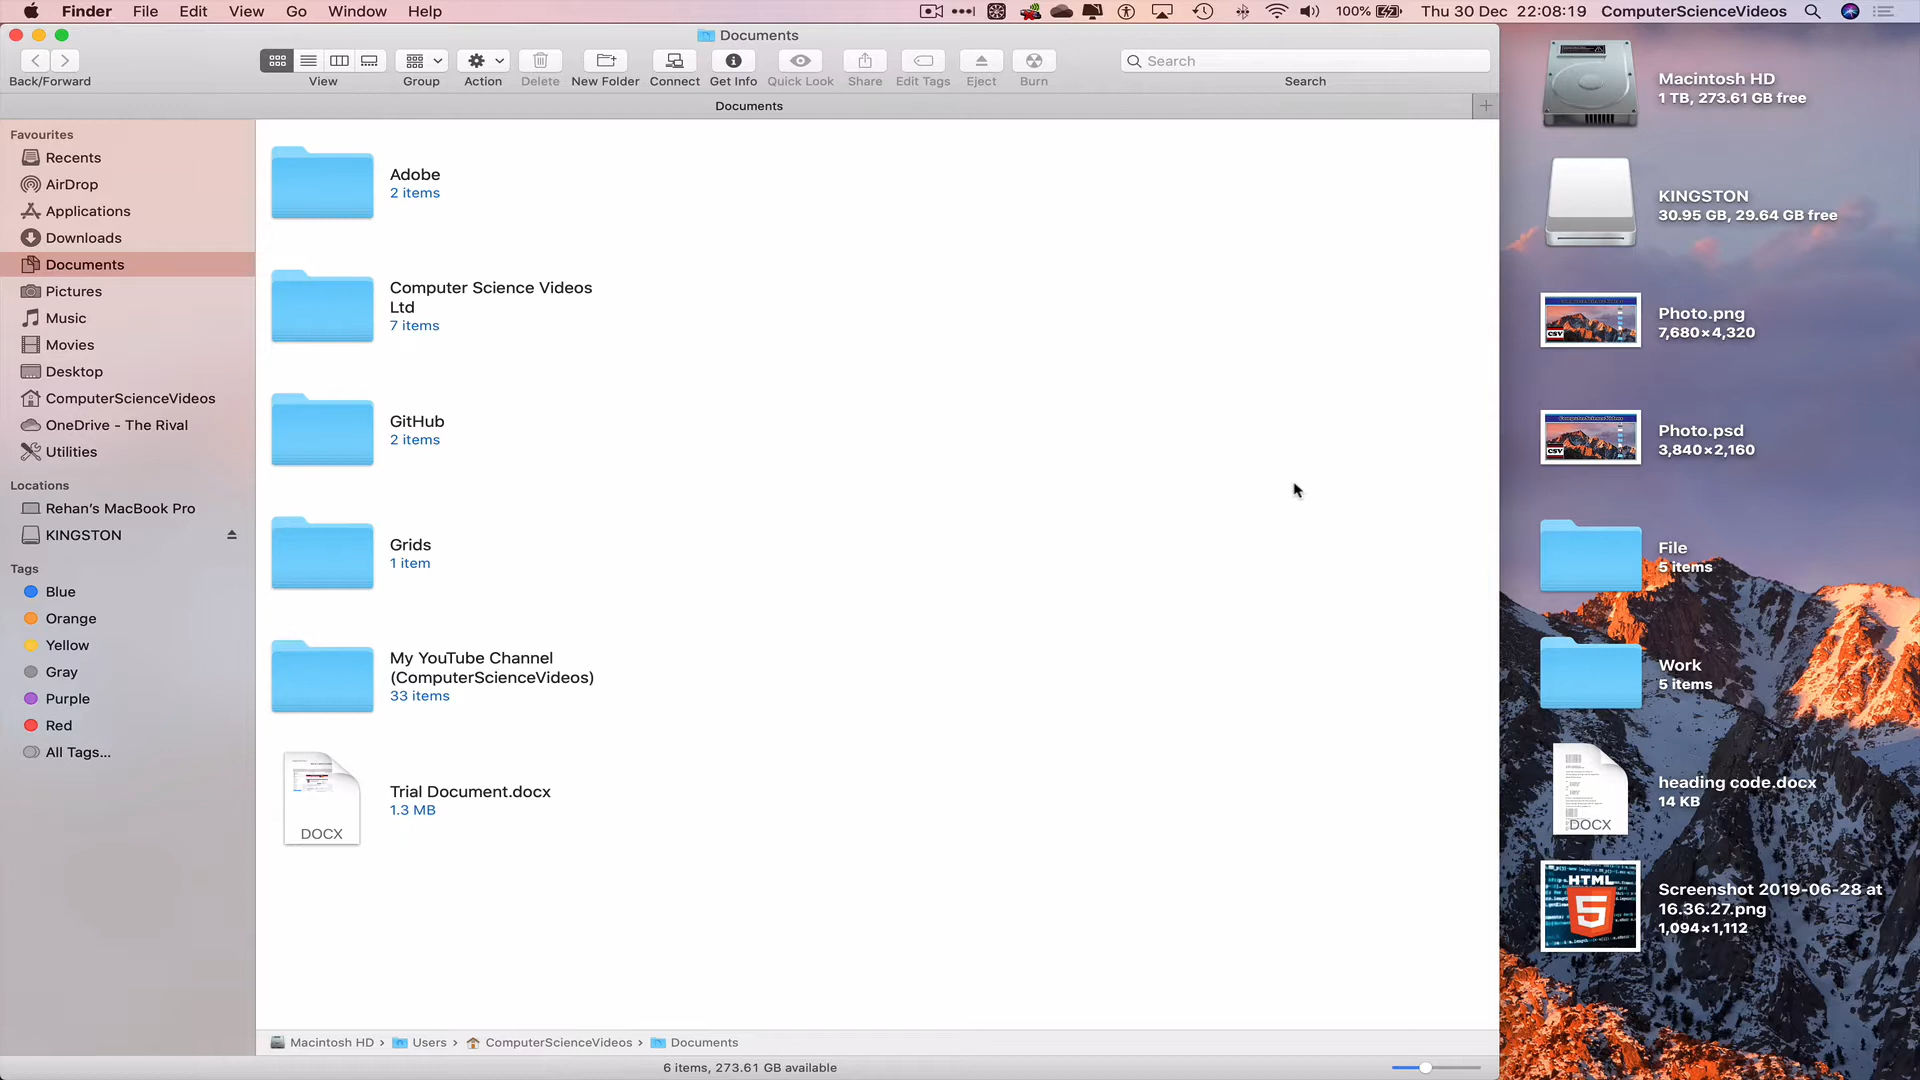 Finder File Edit View Go Window Help 100% Thu 30 Dec 22:08:19 ComputerScienceVideos
Documents
Back/Forward View Group Action Delete New Folder Connect Get Info Quick Look Share Edit Tags Eject Burn Search
Search
Documents
Favourites
Recents
AirDrop
Applications
Downloads
Documents
Pictures
Music
Movies
Desktop
ComputerScienceVideos
OneDrive - The Rival
Utilities
Locations
Rehan's MacBook Pro
KINGSTON
Tags
Blue
Orange
Yellow
Gray
Purple
Red
All Tags...
Adobe
2 items
Computer Science Videos
Ltd
7 items
GitHub
2 items
Grids
1 item
My YouTube Channel
(ComputerScienceVideos)
33 items
DOCX
Trial Document.docx
1.3 MB
Macintosh HD › Users › ComputerScienceVideos › Documents
6 items, 273.61 GB available
Macintosh HD
1 TB, 273.61 GB free
KINGSTON
30.95 GB, 29.64 GB free
CSV
Photo.png
7,680×4,320
CSV
Photo.psd
3,840×2,160
File
5 items
Work
5 items
DOCX
heading code.docx
14 KB
HTML
5
Screenshot 2019-06-28 at
16.36.27.png
1,094×1,112